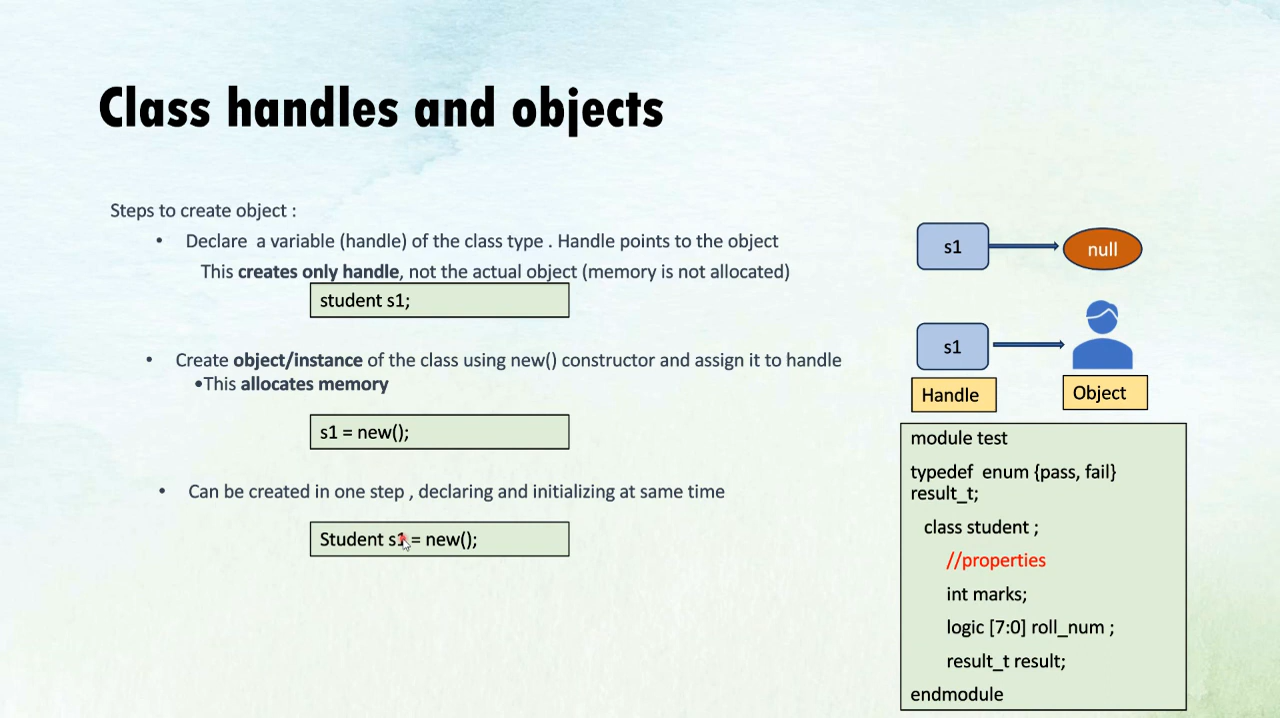 Class handles and objects
Steps to create object :
• Declare a variable (handle) of the class type . Handle points to the object
This creates only handle, not the actual object (memory is not allocated)
student s1;
• Create object/instance of the class using new() constructor and assign it to handle
•This allocates memory
s1 = new();
• Can be created in one step , declaring and initializing at same time
Student s1 = new();
s1
null
s1
Handle
Object
module test
typedef enum {pass, fail}
result_t;
class student ;
//properties
int marks;
logic [7:0] roll_num ;
result_t result;
endmodule